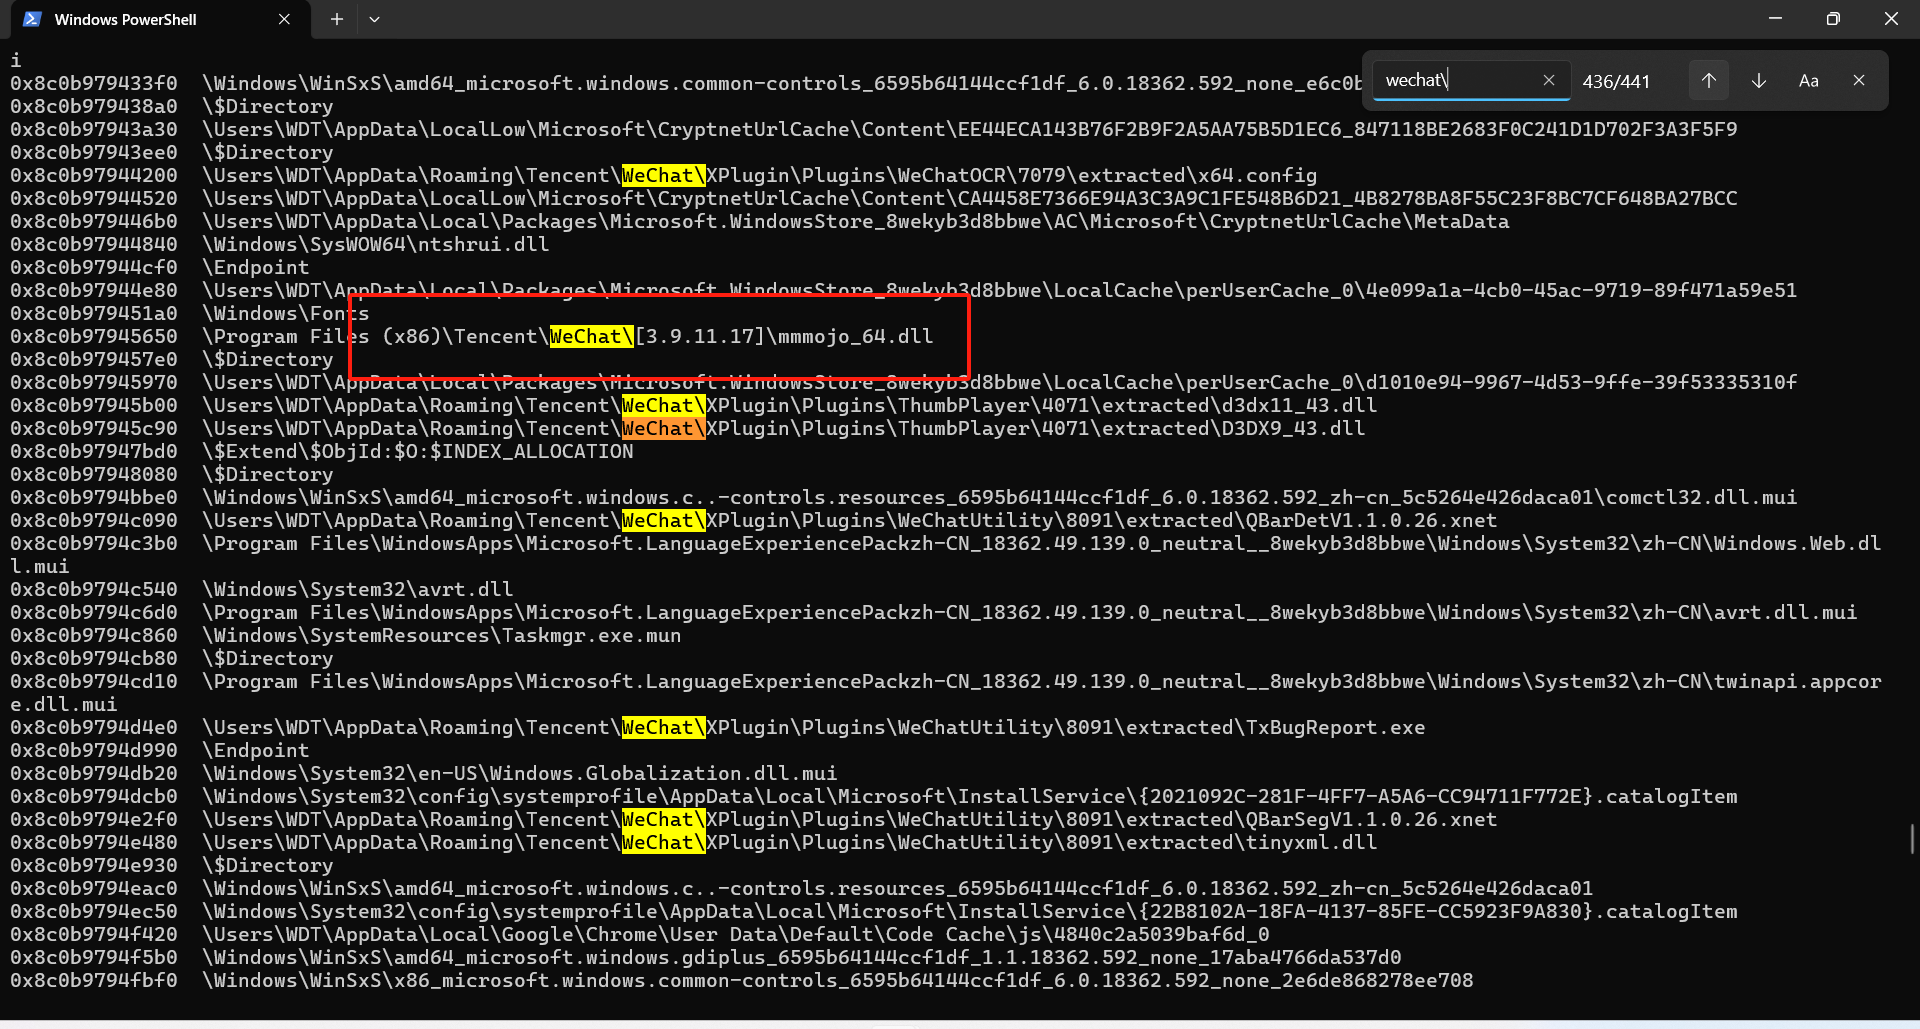 Windows PowerShell
wechat\ 436/441 Aa
i
0x8c0b979433f0 \Windows\WinSxS\amd64_microsoft.windows.common-controls_6595b64144ccf1df_6.0.18362.592_none_e6c0b
0x8c0b979438a0 \$Directory
0x8c0b97943a30 \Users\WDT\AppData\LocalLow\Microsoft\CryptnetUrlCache\Content\EE44ECA143B76F2B9F2A5AA75B5D1EC6_847118BE2683F0C241D1D702F3A3F5F9
0x8c0b97943ee0 \$Directory
0x8c0b97944200 \Users\WDT\AppData\Roaming\Tencent\WeChat\XPlugin\Plugins\WeChatOCR\7079\extracted\x64.config
0x8c0b97944520 \Users\WDT\AppData\LocalLow\Microsoft\CryptnetUrlCache\Content\CA4458E7366E94A3C3A9C1FE548B6D21_4B8278BA8F55C23F8BC7CF648BA27BCC
0x8c0b979446b0 \Users\WDT\AppData\Local\Packages\Microsoft.WindowsStore_8wekyb3d8bbwe\AC\Microsoft\CryptnetUrlCache\MetaData
0x8c0b97944840 \Windows\SysWOW64\ntshrui.dll
0x8c0b97944cf0 \Endpoint
0x8c0b97944e80 \Users\WDT\AppData\Local\Packages\Microsoft.WindowsStore_8wekyb3d8bbwe\LocalCache\perUserCache_0\4e099a1a-4cb0-45ac-9719-89f471a59e51
0x8c0b979451a0 \Windows\Fonts
0x8c0b97945650 \Program Files (x86)\Tencent\WeChat\[3.9.11.17]\mmmojo_64.dll
0x8c0b979457e0 \$Directory
0x8c0b97945970 \Users\WDT\AppData\Local\Packages\Microsoft.WindowsStore_8wekyb3d8bbwe\LocalCache\perUserCache_0\d1010e94-9967-4d53-9ffe-39f53335310f
0x8c0b97945b00 \Users\WDT\AppData\Roaming\Tencent\WeChat\XPlugin\Plugins\ThumbPlayer\4071\extracted\d3dx11_43.dll
0x8c0b97945c90 \Users\WDT\AppData\Roaming\Tencent\WeChat\XPlugin\Plugins\ThumbPlayer\4071\extracted\D3DX9_43.dll
0x8c0b97947bd0 \$Extend\$ObjId:$O:$INDEX_ALLOCATION
0x8c0b97948080 \$Directory
0x8c0b9794bbe0 \Windows\WinSxS\amd64_microsoft.windows.c..-controls.resources_6595b64144ccf1df_6.0.18362.592_zh-cn_5c5264e426daca01\comctl32.dll.mui
0x8c0b9794c090 \Users\WDT\AppData\Roaming\Tencent\WeChat\XPlugin\Plugins\WeChatUtility\8091\extracted\QBarDetV1.1.0.26.xnet
0x8c0b9794c3b0 \Program Files\WindowsApps\Microsoft.LanguageExperiencePackzh-CN_18362.49.139.0_neutral__8wekyb3d8bbwe\Windows\System32\zh-CN\Windows.Web.dl
l.mui
0x8c0b9794c540 \Windows\System32\avrt.dll
0x8c0b9794c6d0 \Program Files\WindowsApps\Microsoft.LanguageExperiencePackzh-CN_18362.49.139.0_neutral__8wekyb3d8bbwe\Windows\System32\zh-CN\avrt.dll.mui
0x8c0b9794c860 \Windows\SystemResources\Taskmgr.exe.mun
0x8c0b9794cb80 \$Directory
0x8c0b9794cd10 \Program Files\WindowsApps\Microsoft.LanguageExperiencePackzh-CN_18362.49.139.0_neutral__8wekyb3d8bbwe\Windows\System32\zh-CN\twinapi.appcor
e.dll.mui
0x8c0b9794d4e0 \Users\WDT\AppData\Roaming\Tencent\WeChat\XPlugin\Plugins\WeChatUtility\8091\extracted\TxBugReport.exe
0x8c0b9794d990 \Endpoint
0x8c0b9794db20 \Windows\System32\en-US\Windows.Globalization.dll.mui
0x8c0b9794dcb0 \Windows\System32\config\systemprofile\AppData\Local\Microsoft\InstallService\{2021092C-281F-4FF7-A5A6-CC94711F772E}.catalogItem
0x8c0b9794e2f0 \Users\WDT\AppData\Roaming\Tencent\WeChat\XPlugin\Plugins\WeChatUtility\8091\extracted\QBarSegV1.1.0.26.xnet
0x8c0b9794e480 \Users\WDT\AppData\Roaming\Tencent\WeChat\XPlugin\Plugins\WeChatUtility\8091\extracted\tinyxml.dll
0x8c0b9794e930 \$Directory
0x8c0b9794eac0 \Windows\WinSxS\amd64_microsoft.windows.c..-controls.resources_6595b64144ccf1df_6.0.18362.592_zh-cn_5c5264e426daca01
0x8c0b9794ec50 \Windows\System32\config\systemprofile\AppData\Local\Microsoft\InstallService\{22B8102A-18FA-4137-85FE-CC5923F9A830}.catalogItem
0x8c0b9794f420 \Users\WDT\AppData\Local\Google\Chrome\User Data\Default\Code Cache\js\4840c2a5039baf6d_0
0x8c0b9794f5b0 \Windows\WinSxS\amd64_microsoft.windows.gdiplus_6595b64144ccf1df_1.1.18362.592_none_17aba4766da537d0
0x8c0b9794fbf0 \Windows\WinSxS\x86_microsoft.windows.common-controls_6595b64144ccf1df_6.0.18362.592_none_2e6de868278ee708